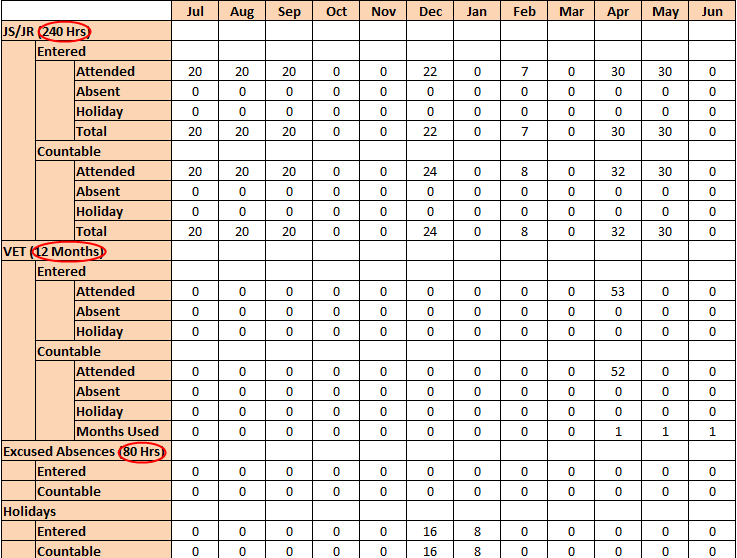 Jul Aug Sep Oct Nov Dec Jan Feb Mar Apr May Jun
JS/JR (240 Hrs)
Entered
Attended 20 20 20 0 0 22 0 7 0 30 30 0
Absent 0 0 0 0 0 0 0 0 0 0 0 0
Holiday 0 0 0 0 0 0 0 0 0 0 0 0
Total 20 20 20 0 0 22 0 7 0 30 30 0
Countable
Attended 20 20 20 0 0 24 0 8 0 32 30 0
Absent 0 0 0 0 0 0 0 0 0 0 0 0
Holiday 0 0 0 0 0 0 0 0 0 0 0 0
Total 20 20 20 0 0 24 0 8 0 32 30 0
VET (12 Months)
Entered
Attended 0 0 0 0 0 0 0 0 0 53 0 0
Absent 0 0 0 0 0 0 0 0 0 0 0 0
Holiday 0 0 0 0 0 0 0 0 0 0 0 0
Countable
Attended 0 0 0 0 0 0 0 0 0 52 0 0
Absent 0 0 0 0 0 0 0 0 0 0 0 0
Holiday 0 0 0 0 0 0 0 0 0 0 0 0
Months Used 0 0 0 0 0 0 0 0 0 1 1 1
Excused Absences (80 Hrs)
Entered 0 0 0 0 0 0 0 0 0 0 0 0
Countable 0 0 0 0 0 0 0 0 0 0 0 0
Holidays
Entered 0 0 0 0 0 16 8 0 0 0 0 0
Countable 0 0 0 0 0 16 8 0 0 0 0 0